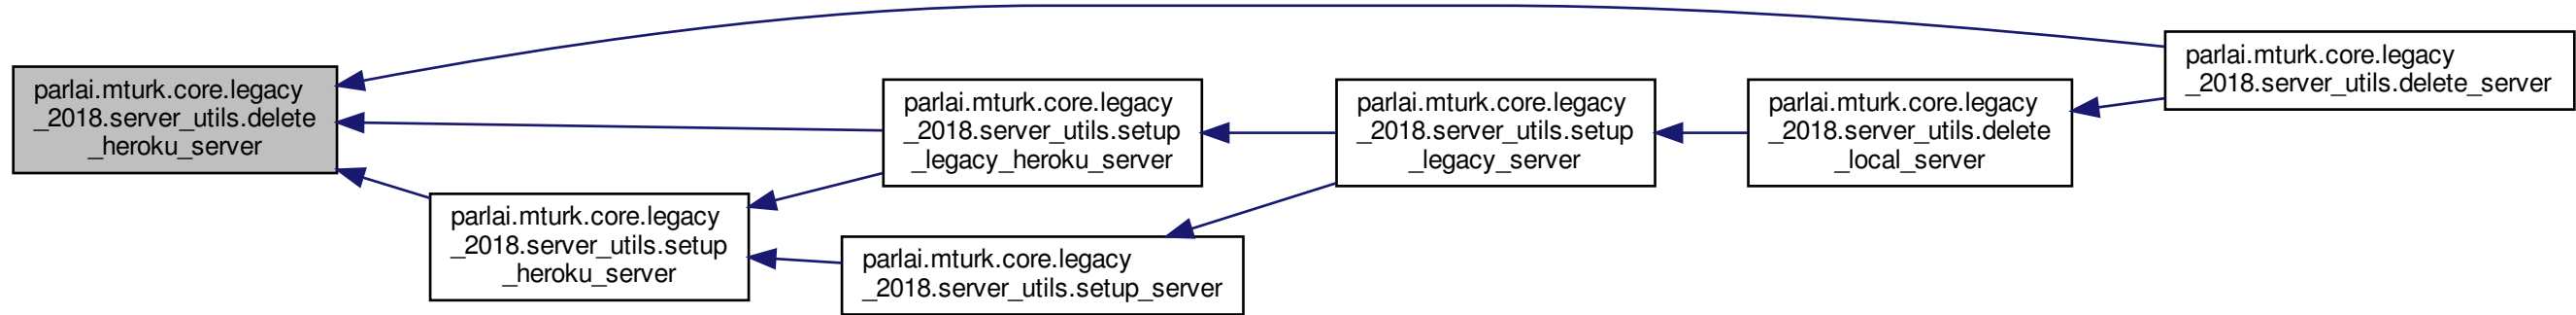 parlai.mturk.core.legacy
_2018.server_utils.delete
_heroku_server
parlai.mturk.core.legacy
_2018.server_utils.setup
_heroku_server
parlai.mturk.core.legacy
_2018.server_utils.setup
_legacy_heroku_server
parlai.mturk.core.legacy
_2018.server_utils.setup_server
parlai.mturk.core.legacy
_2018.server_utils.setup
_legacy_server
parlai.mturk.core.legacy
_2018.server_utils.delete
_local_server
parlai.mturk.core.legacy
_2018.server_utils.delete_server